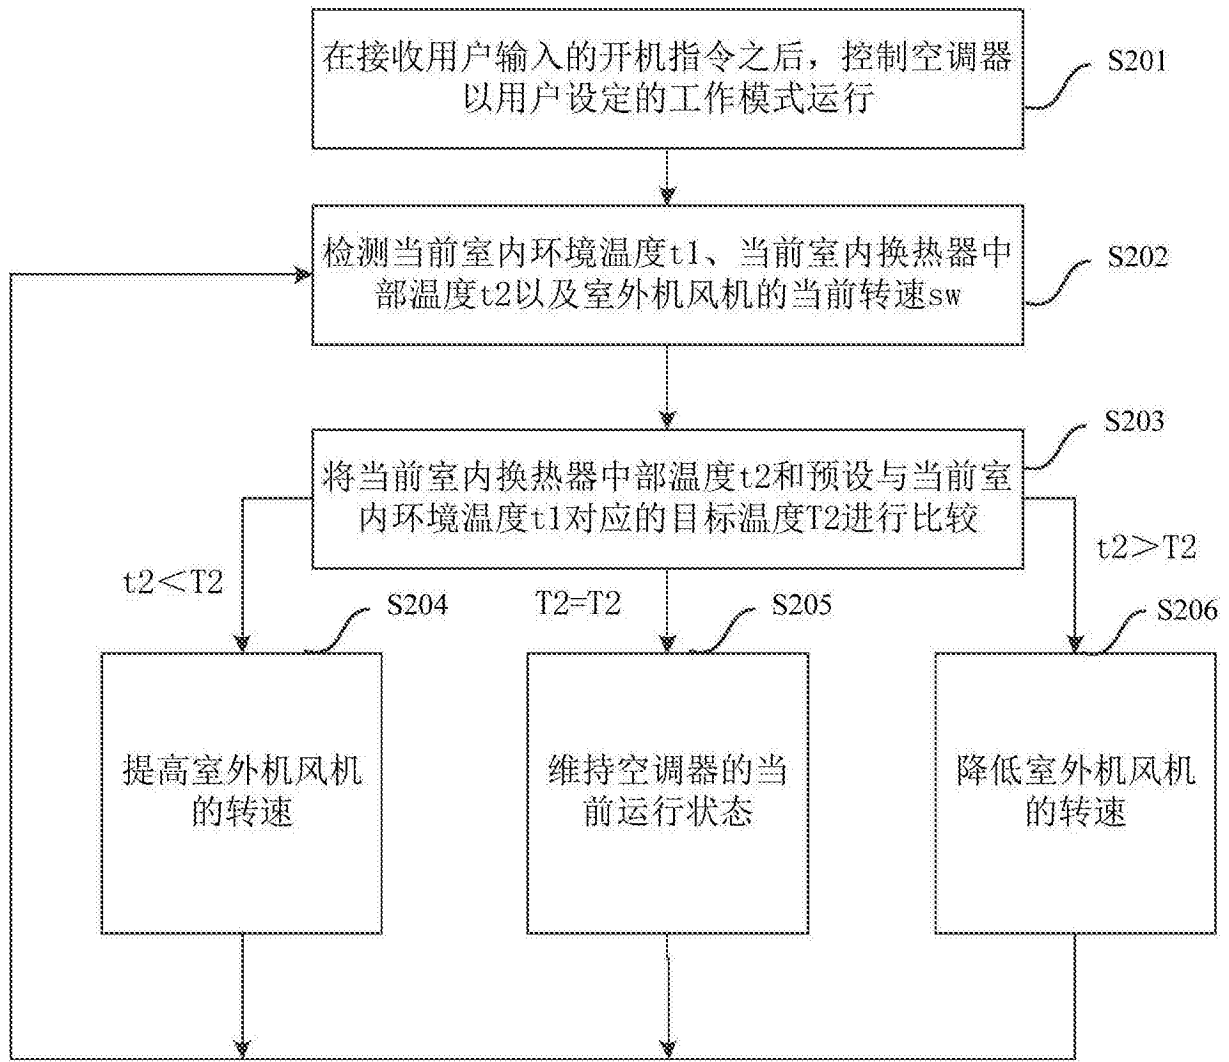 在接收用户输入的开机指令之后，控制空调器
以用户设定的工作模式运行
S201
检测当前室内环境温度t1、当前室内换热器中
部温度t2以及室外机风机的当前转速sw
S202
将当前室内换热器中部温度t2和预设与当前室
内环境温度t1对应的目标温度T2进行比较
S203
t2<T2
T2=T2
t2>T2
S204
S205
S206
提高室外机风机
的转速
维持空调器的当
前运行状态
降低室外机风机
的转速